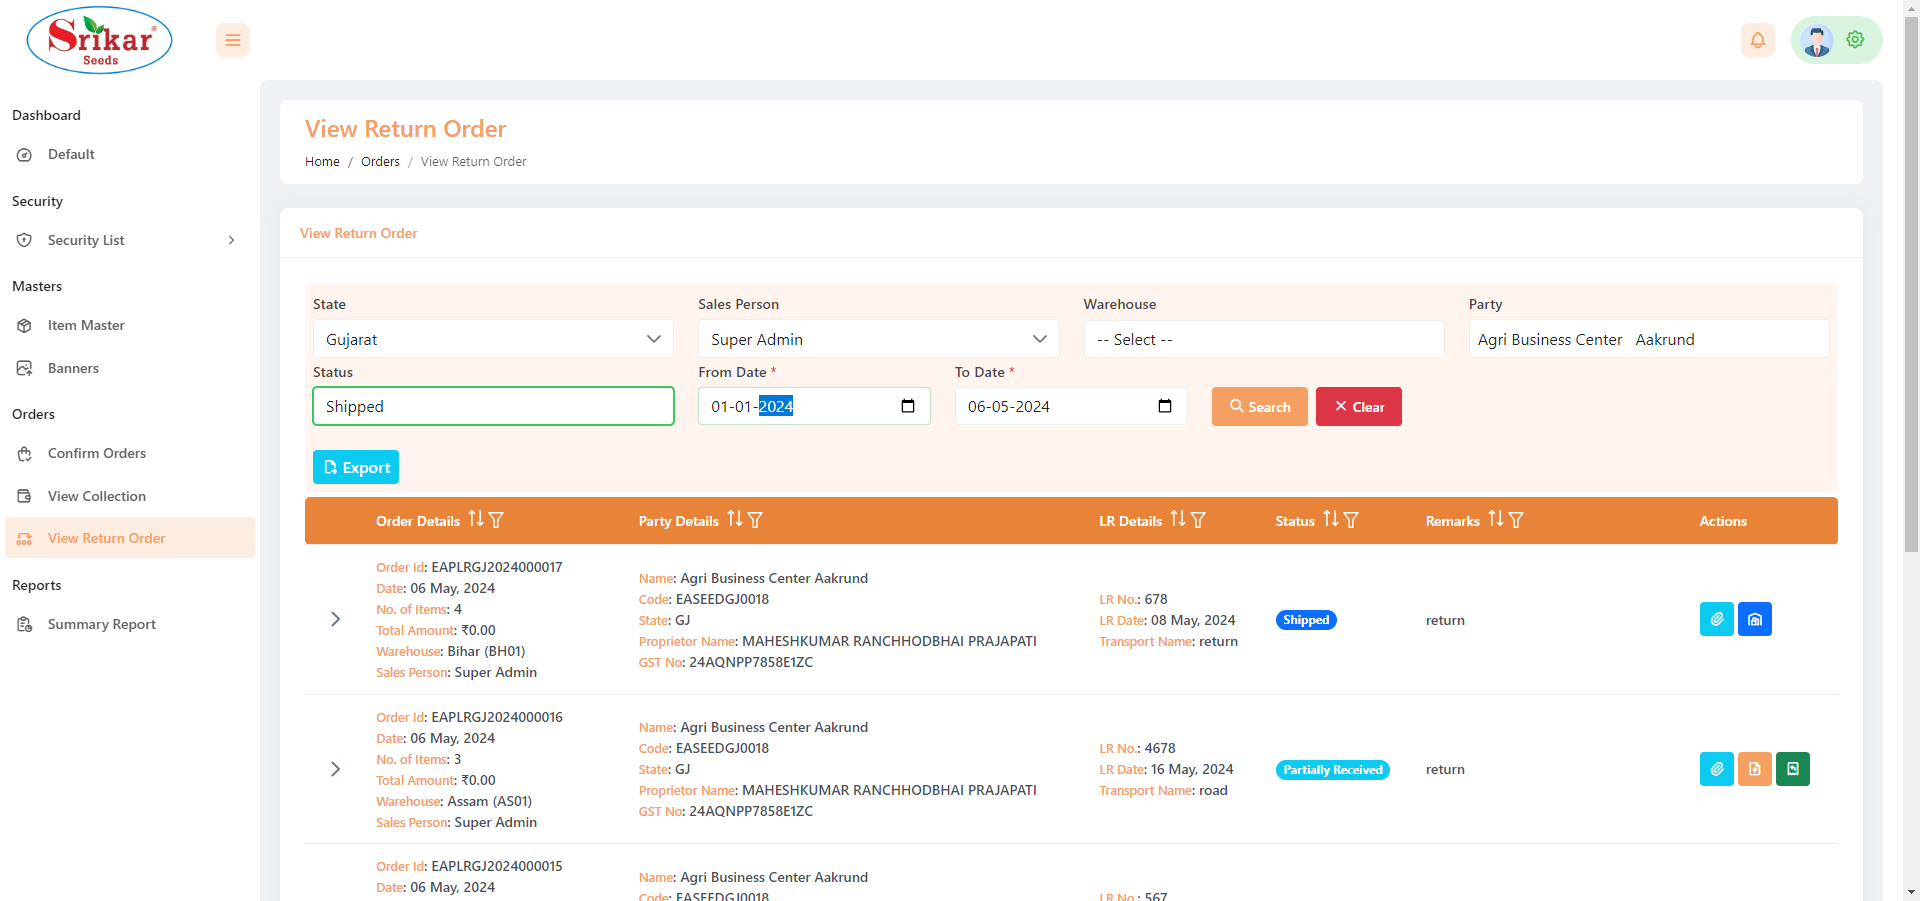 Srikar®
Seeds
Dashboard
Default
Security
Security List
Masters
Item Master
Banners
Orders
Confirm Orders
View Collection
View Return Order
Reports
Summary Report
View Return Order
Home / Orders / View Return Order
View Return Order
State Sales Person Warehouse Party
Gujarat Super Admin -- Select -- Agri Business Center Aakrund
Status From Date * To Date *
Shipped 01-01-2024 06-05-2024 Search Clear
Export
Order Details Party Details LR Details Status Remarks Actions
Order Id: EAPLRGJ2024000017
Date: 06 May, 2024
No. of Items: 4
Total Amount: ₹0.00
Warehouse: Bihar (BH01)
Sales Person: Super Admin
Name: Agri Business Center Aakrund
Code: EASEEDGJ0018
State: GJ
Proprietor Name: MAHESHKUMAR RANCHHODBHAI PRAJAPATI
GST No: 24AQNPP7858E1ZC
LR No.: 678
LR Date: 08 May, 2024
Transport Name: return
Shipped
return
Order Id: EAPLRGJ2024000016
Date: 06 May, 2024
No. of Items: 3
Total Amount: ₹0.00
Warehouse: Assam (AS01)
Sales Person: Super Admin
Name: Agri Business Center Aakrund
Code: EASEEDGJ0018
State: GJ
Proprietor Name: MAHESHKUMAR RANCHHODBHAI PRAJAPATI
GST No: 24AQNPP7858E1ZC
LR No.: 4678
LR Date: 16 May, 2024
Transport Name: road
Partially Received
return
Order Id: EAPLRGJ2024000015
Date: 06 May, 2024
Name: Agri Business Center Aakrund
Code: EASEEDGJ0018
LR No.: 567